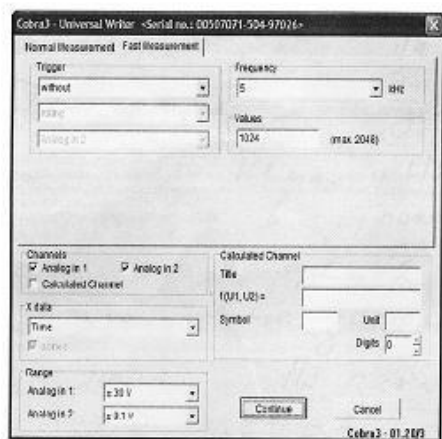 Cobra3 - Universal Writer <Serial no.: 00507071-504-97026>
Normal Measurement Fast Measurement
Trigger Frequency
without 5 kHz
Analog in 2 Values
1024 (max. 2048)
Channels Calculated Channel
Analog in 1 Analog in 2 Title
Calculated Channel f(U1, U2) =
X data Symbol Unit
Time Digits 0
Range
Analog in 1: ± 30 V
Analog in 2: ± 0.1 V Continue Cancel
Cobra3 - 01.20/3